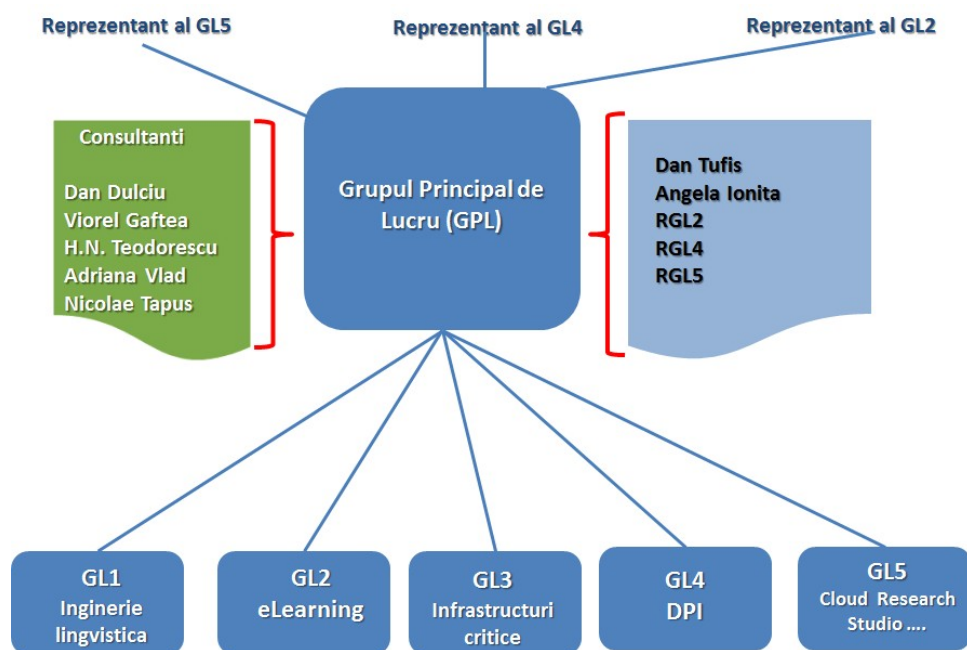 Reprezentant al GL5
Reprezentant al GL4
Reprezentant al GL2
Consultanti
Dan Dulciu
Viorel Gaftea
H.N. Teodorescu
Adriana Vlad
Nicolae Tapus
Grupul Principal de
Lucru (GPL)
Dan Tufis
Angela Ionita
RGL2
RGL4
RGL5
GL1
Inginerie
lingvistica
GL2
eLearning
GL3
Infrastructuri
critice
GL4
DPI
GL5
Cloud Research
Studio ....